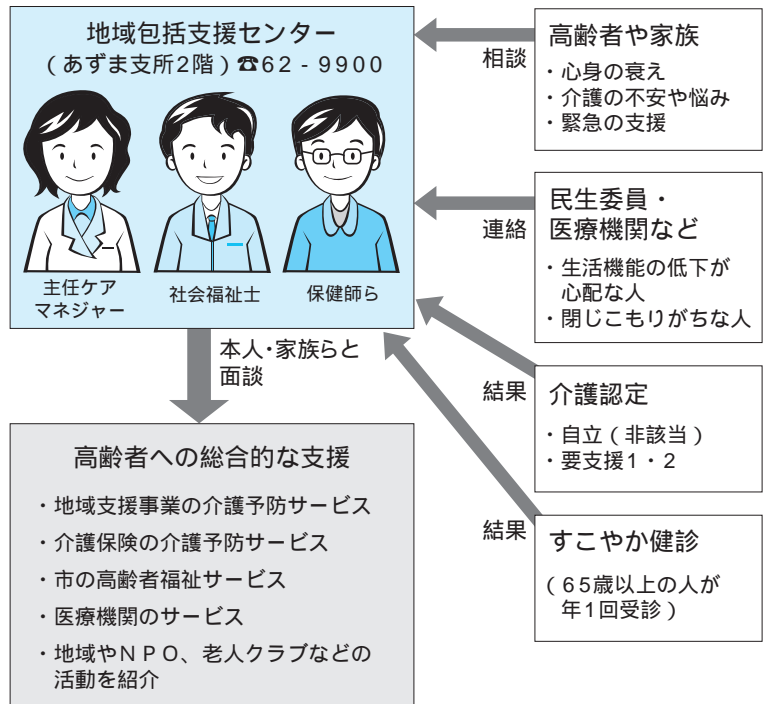 地域包括支援センター
(あずま支所2階)☎62-9900
主任ケア
マネジャー
社会福祉士
保健師ら
相談
高齢者や家族
・心身の衰え
・介護の不安や悩み
・緊急の支援
連絡
民生委員・
医療機関など
・生活機能の低下が
心配な人
・閉じこもりがちな人
結果
介護認定
・自立(非該当)
・要支援1・2
結果
すこやか健診
(65歳以上の人が
年1回受診)
本人・家族らと
面談
高齢者への総合的な支援
・地域支援事業の介護予防サービス
・介護保険の介護予防サービス
・市の高齢者福祉サービス
・医療機関のサービス
・地域やNPO、老人クラブなどの
活動を紹介